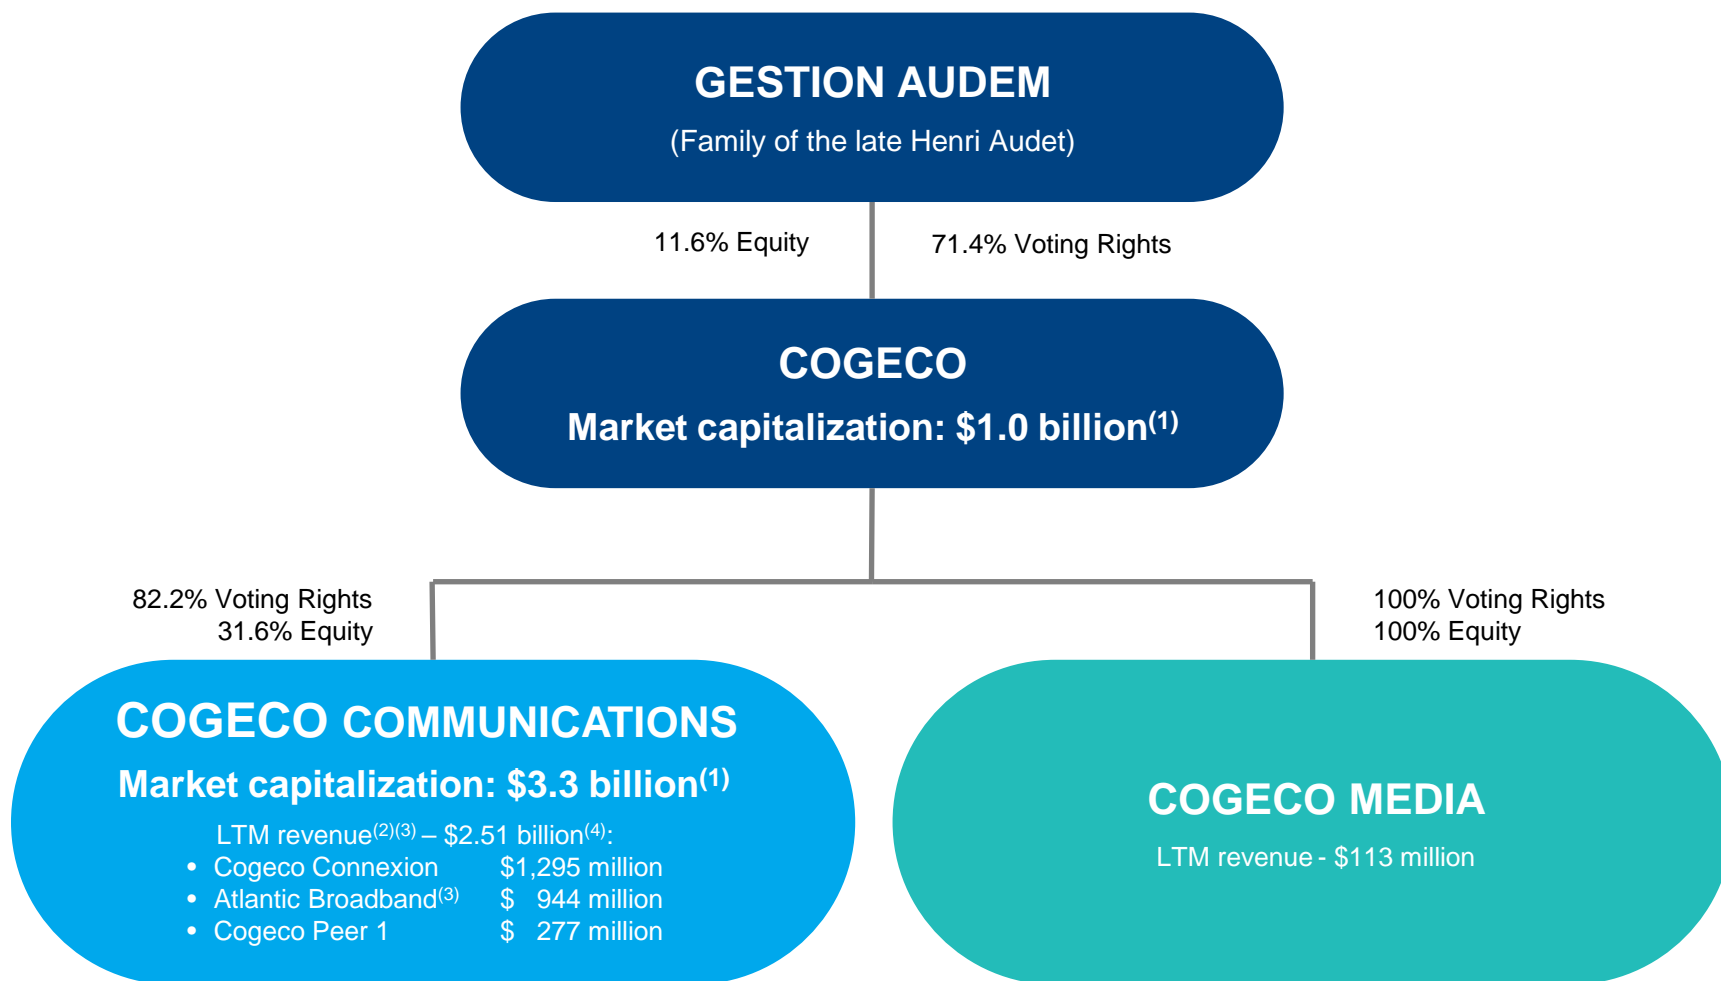 GESTION AUDEM
(Family of the late Henri Audet)
11.6% Equity
71.4% Voting Rights
COGECO
Market capitalization: $1.0 billion(1)
82.2% Voting Rights
31.6% Equity
100% Voting Rights
100% Equity
COGECO COMMUNICATIONS
Market capitalization: $3.3 billion(1)
LTM revenue(2)(3) – $2.51 billion(4):
• Cogeco Connexion $1,295 million
• Atlantic Broadband(3) $ 944 million
• Cogeco Peer 1 $ 277 million
COGECO MEDIA
LTM revenue - $113 million